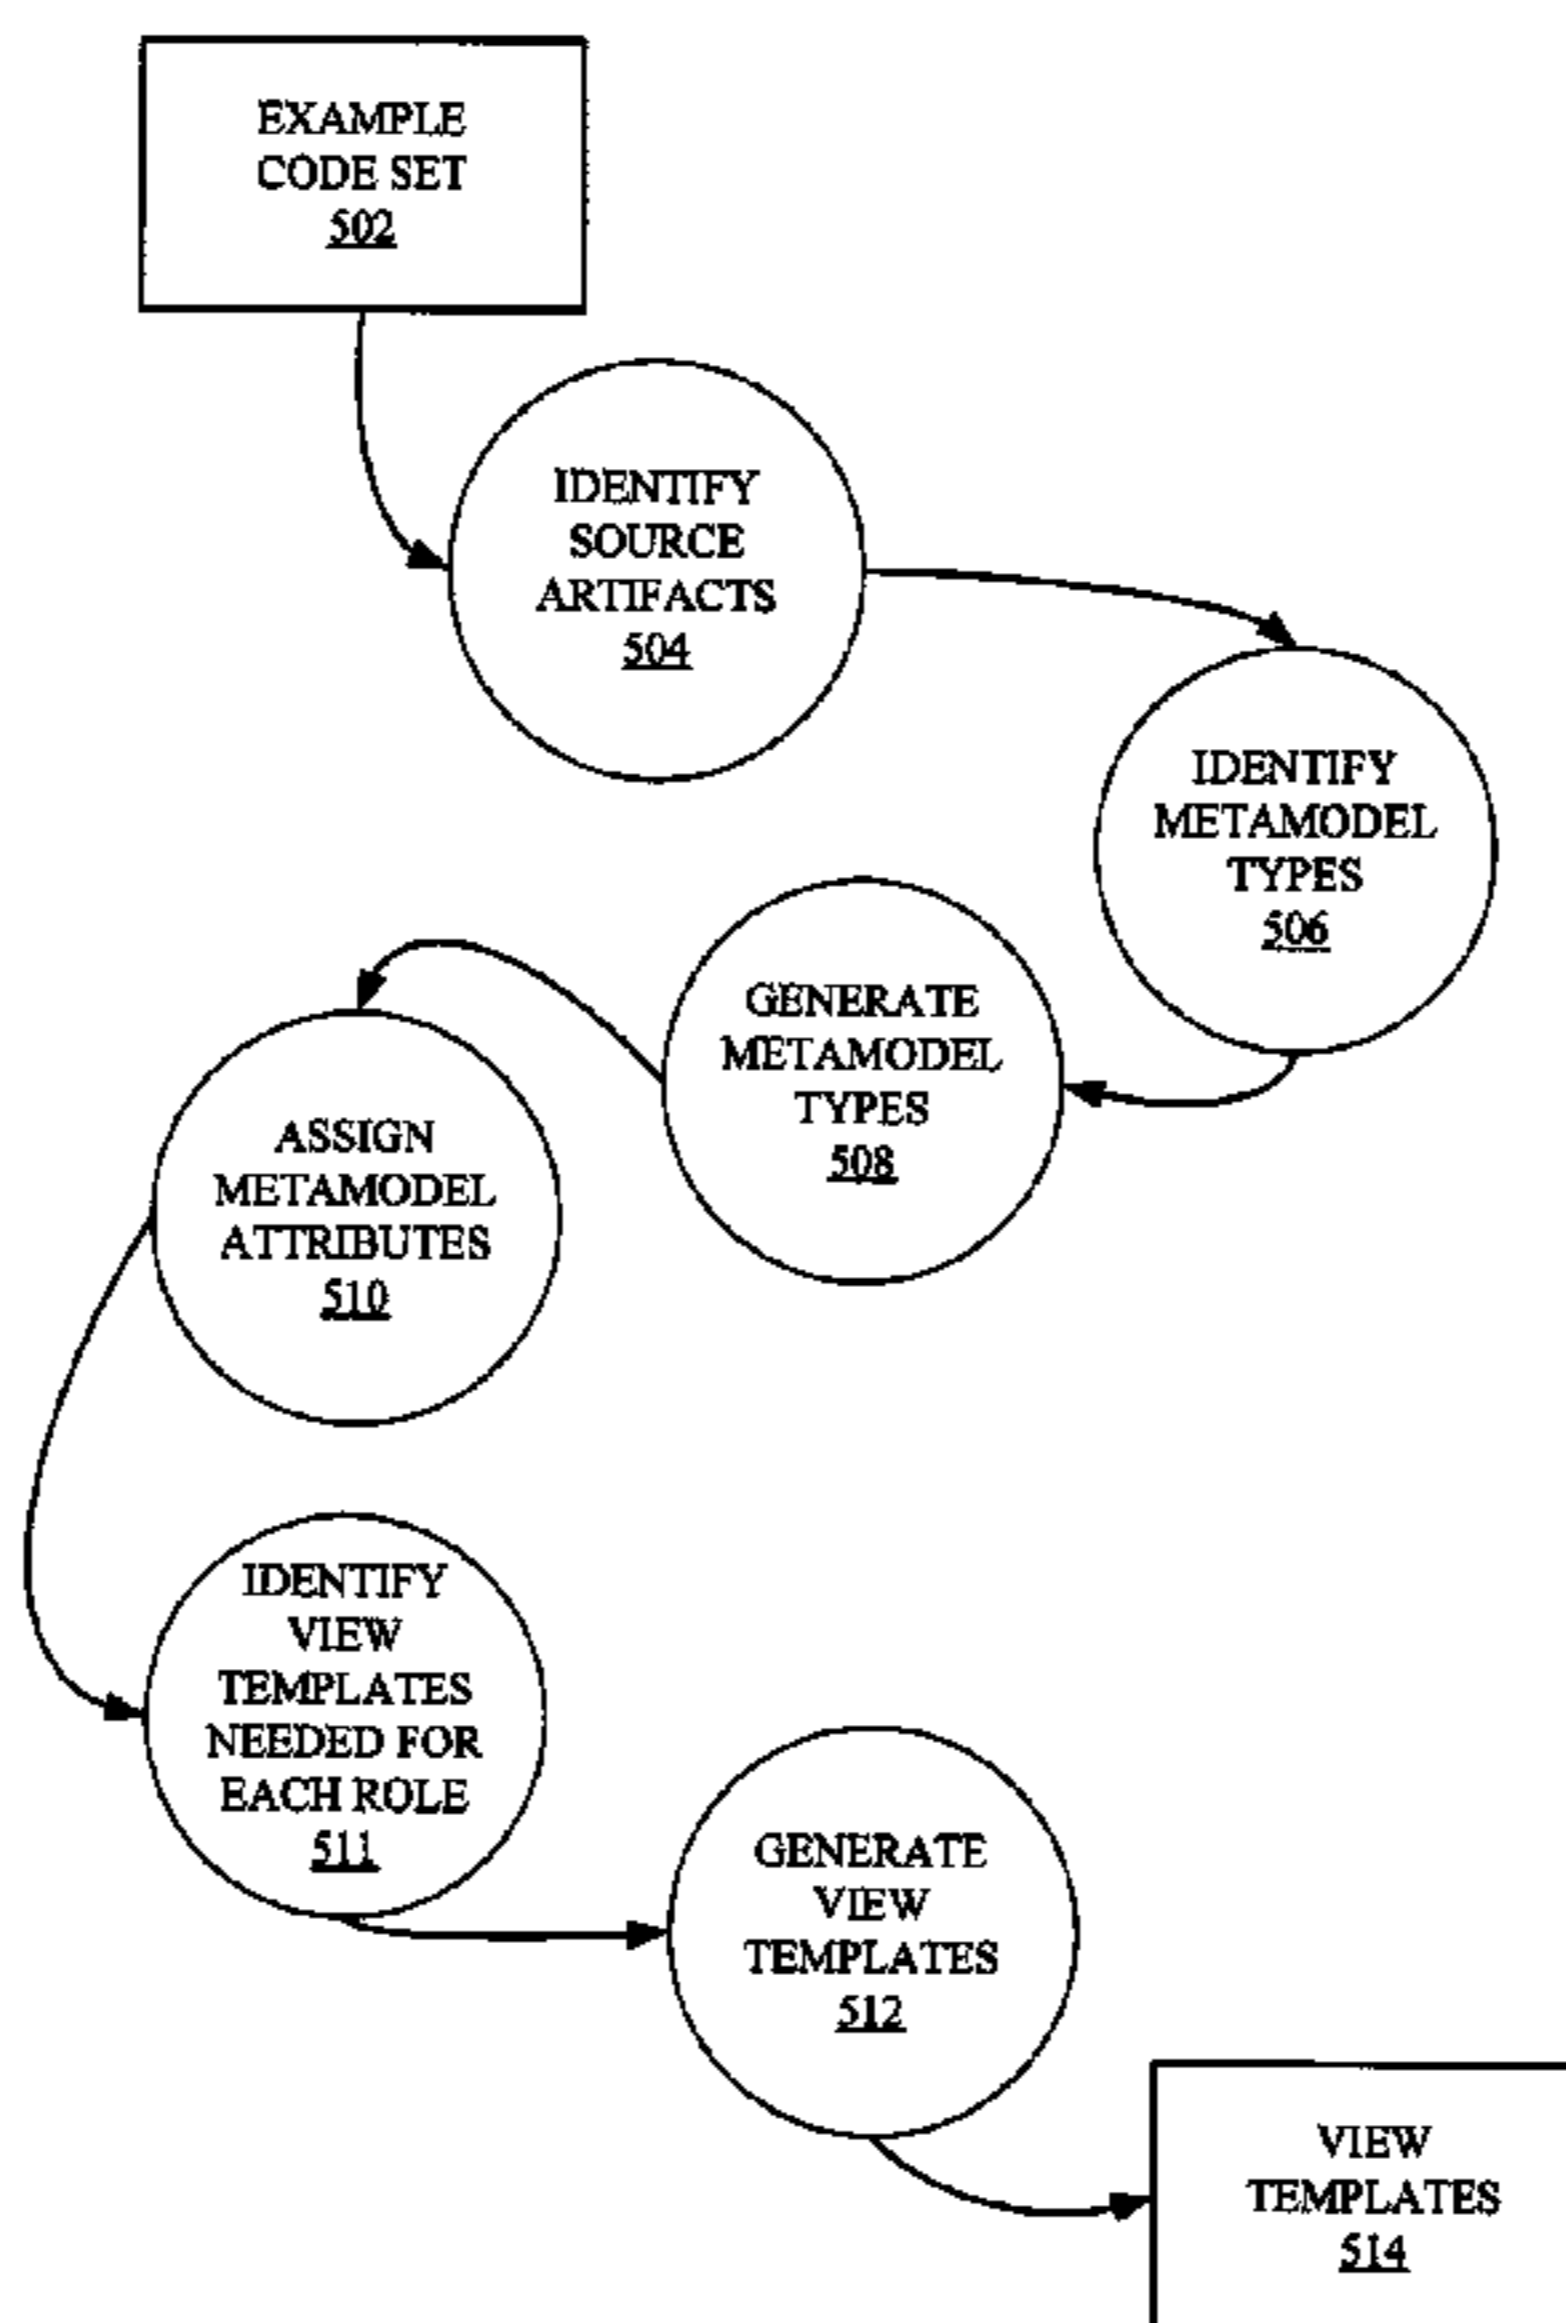 EXAMPLE
CODE SET
502
IDENTIFY
SOURCE
ARTIFACTS
504
IDENTIFY
METAMODEL
TYPES
506
GENERATE
METAMODEL
TYPES
508
ASSIGN
METAMODEL
ATTRIBUTES
510
IDENTIFY
VIEW
TEMPLATES
NEEDED FOR
EACH ROLE
511
GENERATE
VIEW
TEMPLATES
512
VIEW
TEMPLATES
514